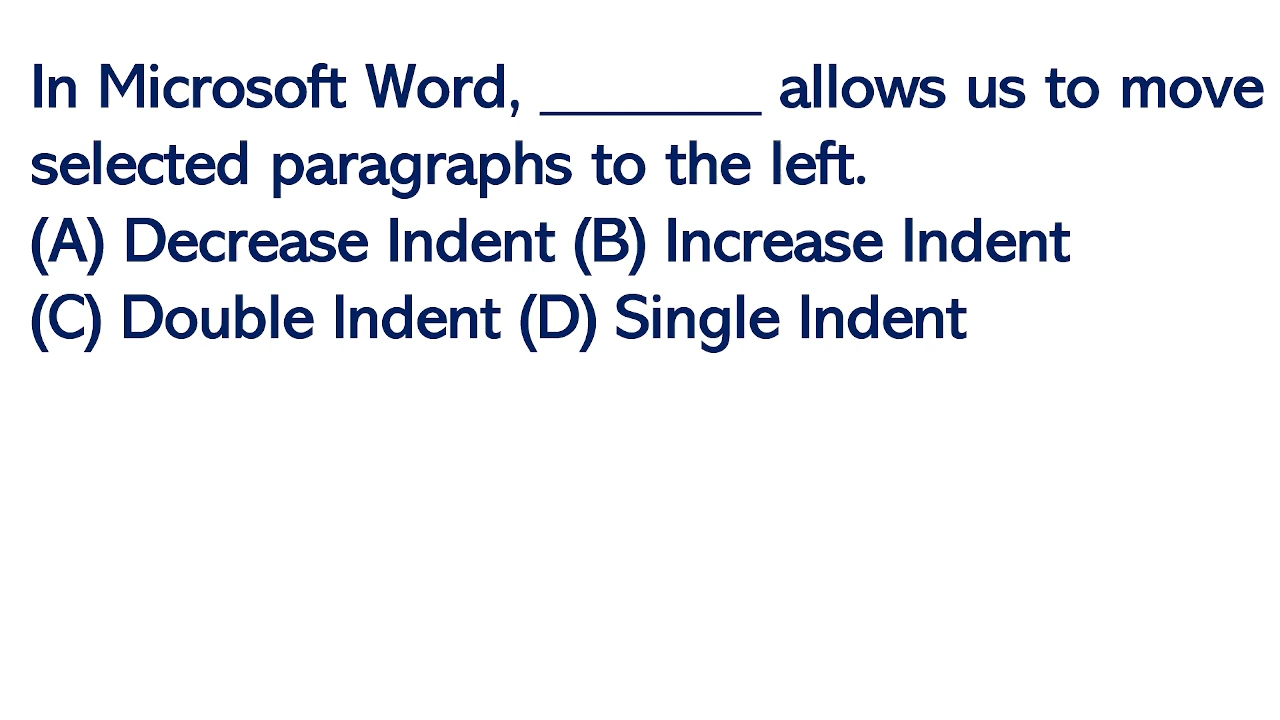 In Microsoft Word, ________ allows us to move
selected paragraphs to the left.
(A) Decrease Indent (B) Increase Indent
(C) Double Indent (D) Single Indent